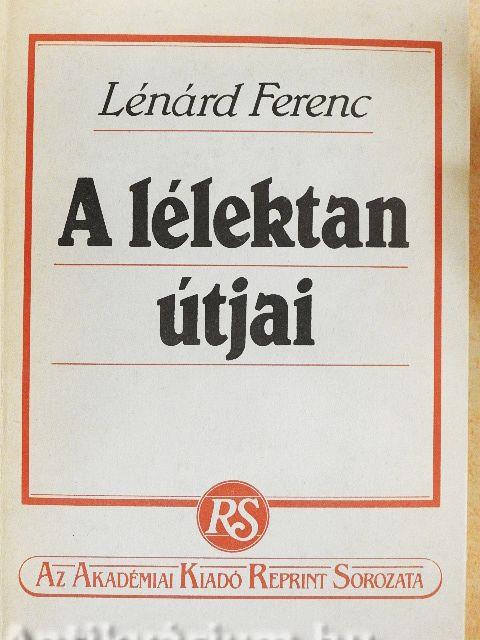 Lénárd Ferenc
A lélektan
útjai
RS
Az Akadémiai Kiadó Reprint Sorozata